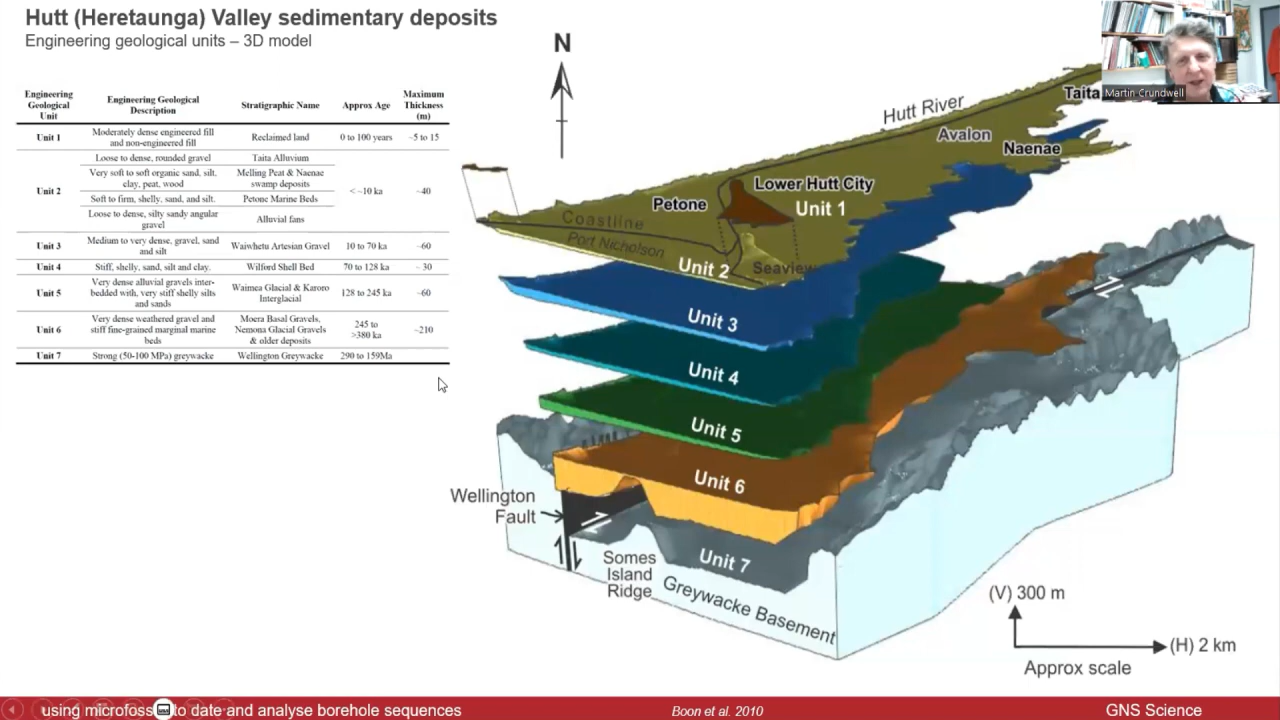 Hutt (Heretaunga) Valley sedimentary deposits
Engineering geological units – 3D model
Engineering
Geological
Unit
Engineering Geological
Description
Stratigraphic Name
Approx Age
Maximum
Thickness
(m)
Unit 1
Moderately dense engineered fill
and non-engineered fill
Reclaimed land
0 to 100 years
~5 to 15
Unit 2
Loose to dense, rounded gravel
Taita Alluvium
Very soft to soft organic sand, silt,
clay, peat, wood
Melling Peat & Naenae
swamp deposits
Soft to firm, shelly, sand, and silt.
Petone Marine Beds
Loose to dense, silty sandy angular
gravel
Alluvial fans
< ~10 ka
~40
Unit 3
Medium to very dense, gravel, sand
and silt
Waiwhetu Artesian Gravel
10 to 70 ka
~60
Unit 4
Stiff, shelly, sand, silt and clay.
Wilford Shell Bed
70 to 128 ka
~ 30
Unit 5
Very dense alluvial gravels inter-
bedded with, very stiff shelly silts
and sands
Waimea Glacial & Karoro
Interglacial
128 to 245 ka
~60
Unit 6
Very dense weathered gravel and
stiff fine-grained marginal marine
beds
Moera Basal Gravels,
Nemona Glacial Gravels
& older deposits
245 to
>380 ka
~210
Unit 7
Strong (50-100 MPa) greywacke
Wellington Greywacke
290 to 159Ma
N
Hutt River
Taita
Martin Crundwell
Avalon
Naenae
Lower Hutt City
Petone
Unit 1
Coastline
Port Nicholson
Unit 2
Seaview
Unit 3
Unit 4
Unit 5
Unit 6
Wellington
Fault
Unit 7
Somes
Island
Ridge
Greywacke Basement
(V) 300 m
(H) 2 km
Approx scale
using microfoss to date and analyse borehole sequences
Boon et al. 2010
GNS Science